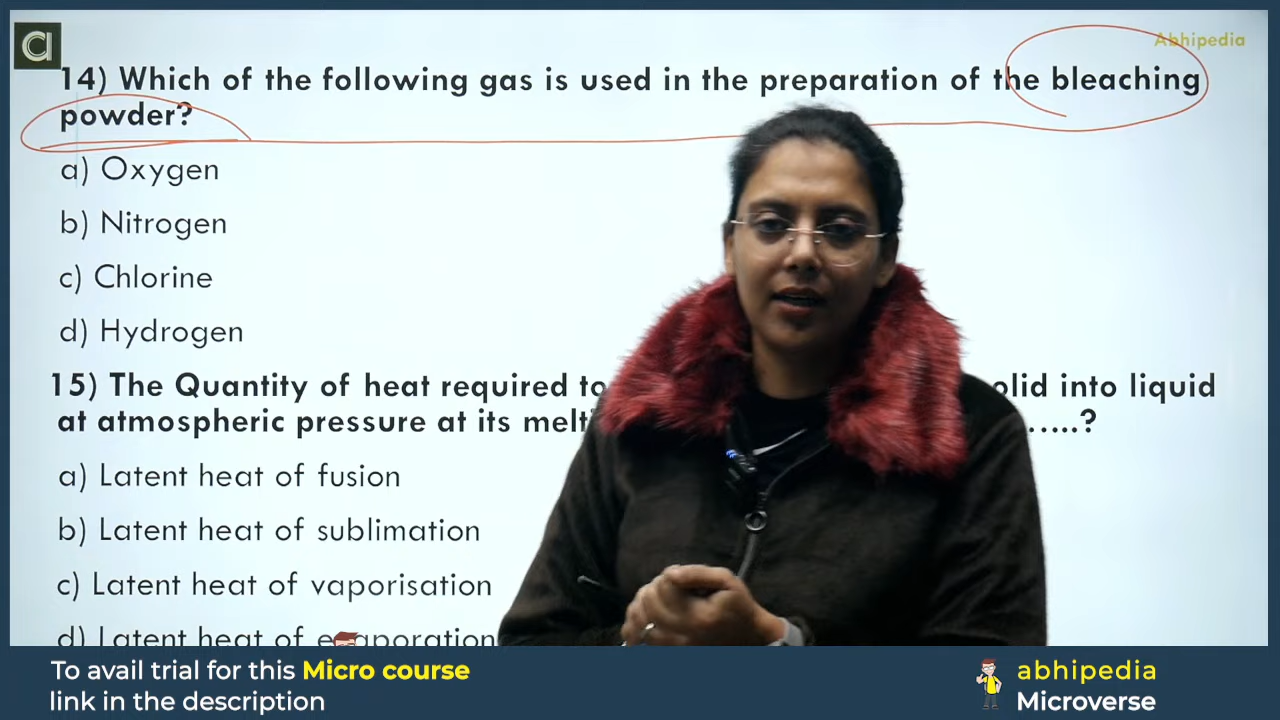 Abhipedia
14) Which of the following gas is used in the preparation of the bleaching
powder?
a) Oxygen
b) Nitrogen
c) Chlorine
d) Hydrogen
15) The Quantity of heat required to olid into liquid
at atmospheric pressure at its melti …..?
a) Latent heat of fusion
b) Latent heat of sublimation
c) Latent heat of vaporisation
d) Latent heat of evaporation
To avail trial for this Micro course
link in the description
abhipedia
Microverse